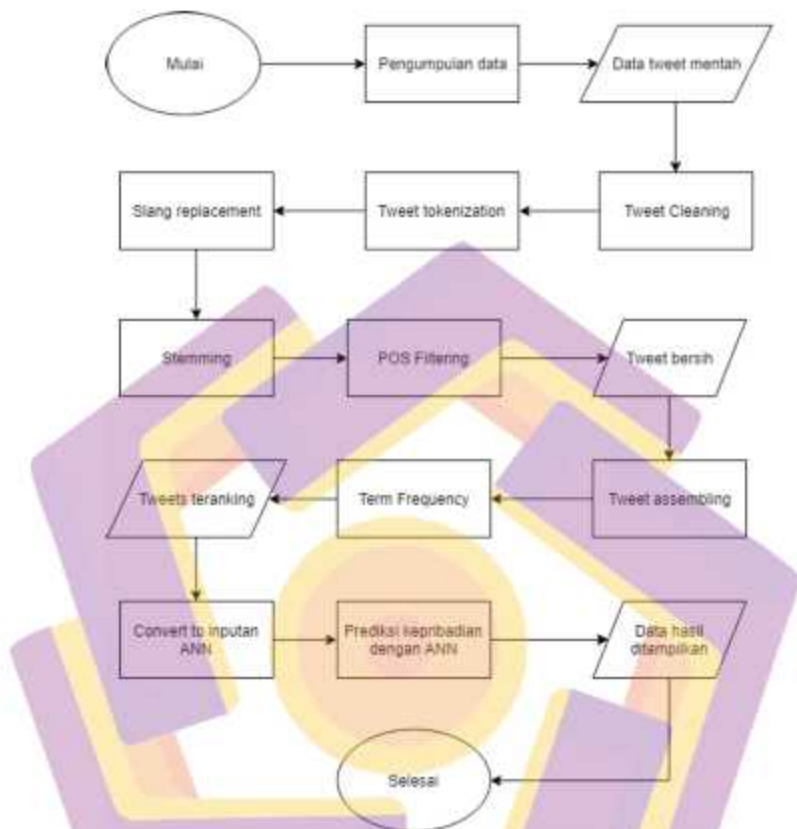 Mulai
Pengumpulan data
Data tweet mentah
Slang replacement
Tweet tokenization
Tweet Cleaning
Stemming
POS Filtering
Tweet bersih
Tweets teranking
Term Frequency
Tweet assembling
Convert to inputan
ANN
Prediksi kepribadian
dengan ANN
Data hasil
ditampilkan
Selesai